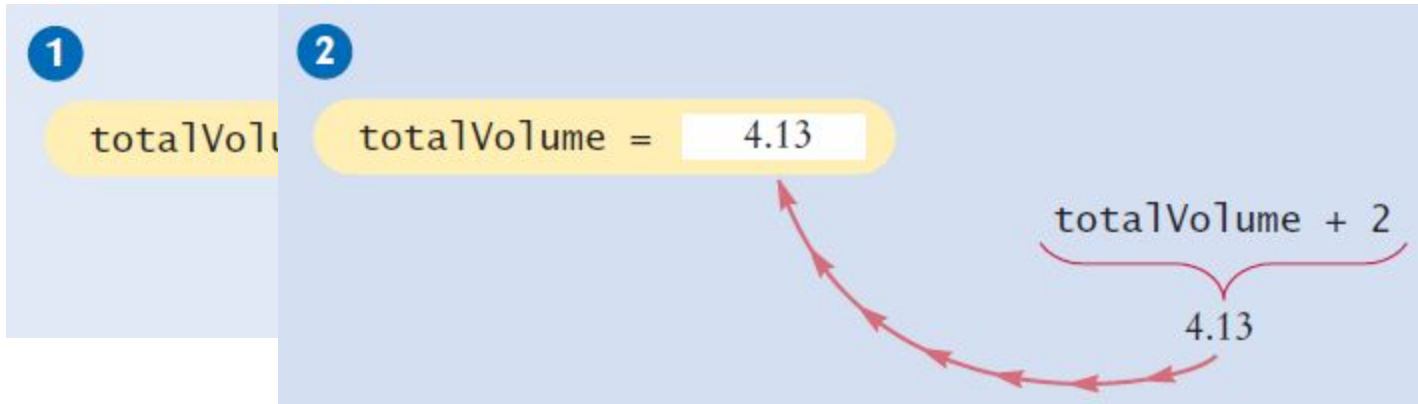 1
2
totalVolu
totalVolume = 4.13
totalVolume + 2
4.13